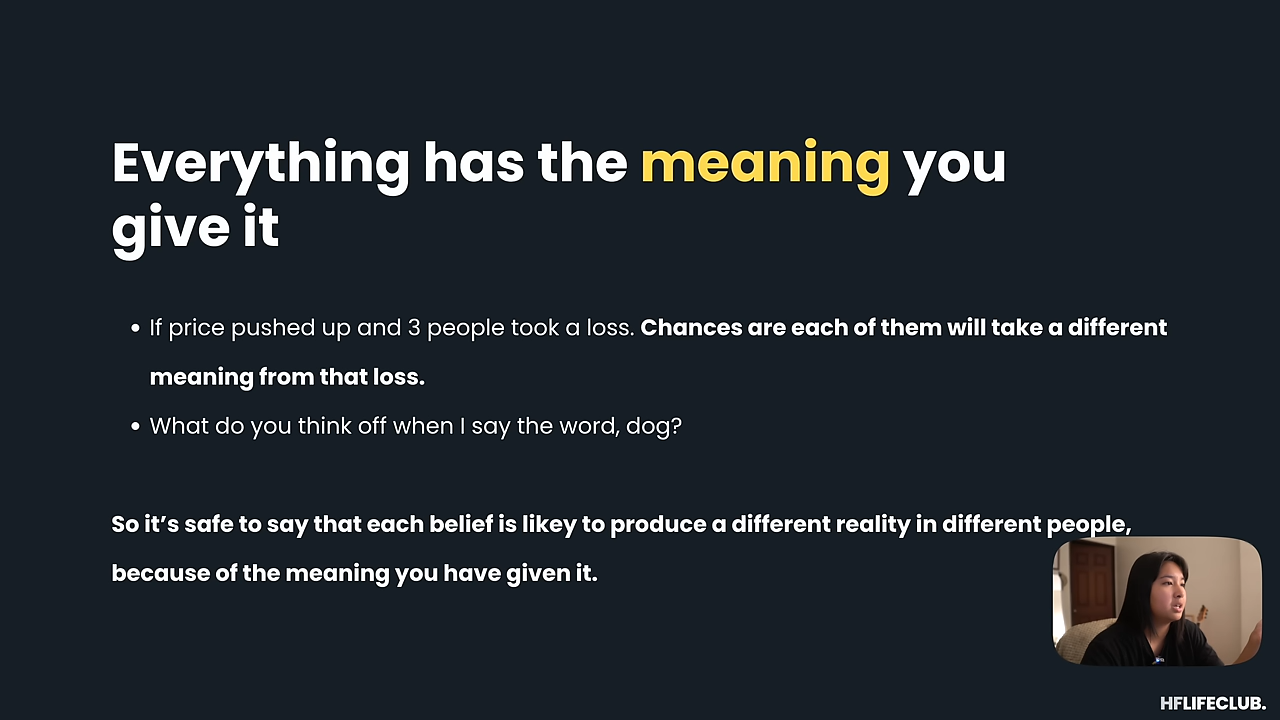 Everything has the meaning you
give it
• If price pushed up and 3 people took a loss. Chances are each of them will take a different
meaning from that loss.
• What do you think off when I say the word, dog?
So it’s safe to say that each belief is likey to produce a different reality in different people,
because of the meaning you have given it.
HFLIFECLUB.